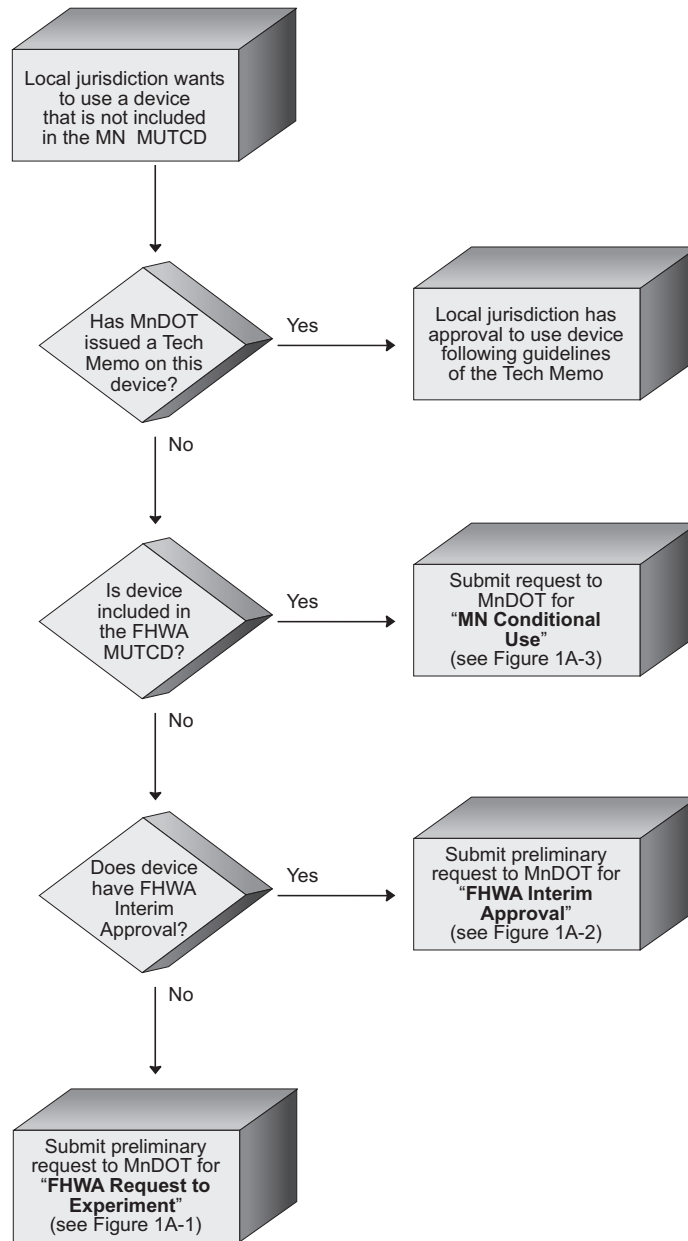 Local jurisdiction wants
to use a device
that is not included
in the MN MUTCD
Has MnDOT
issued a Tech
Memo on this
device?
Yes
Local jurisdiction has
approval to use device
following guidelines
of the Tech Memo
No
Is device
included in
the FHWA
MUTCD?
Yes
Submit request to
MnDOT for
“MN Conditional
Use”
(see Figure 1A-3)
No
Does device
have FHWA
Interim
Approval?
Yes
Submit preliminary
request to MnDOT for
“FHWA Interim
Approval”
(see Figure 1A-2)
No
Submit preliminary
request to MnDOT for
“FHWA Request to
Experiment”
(see Figure 1A-1)